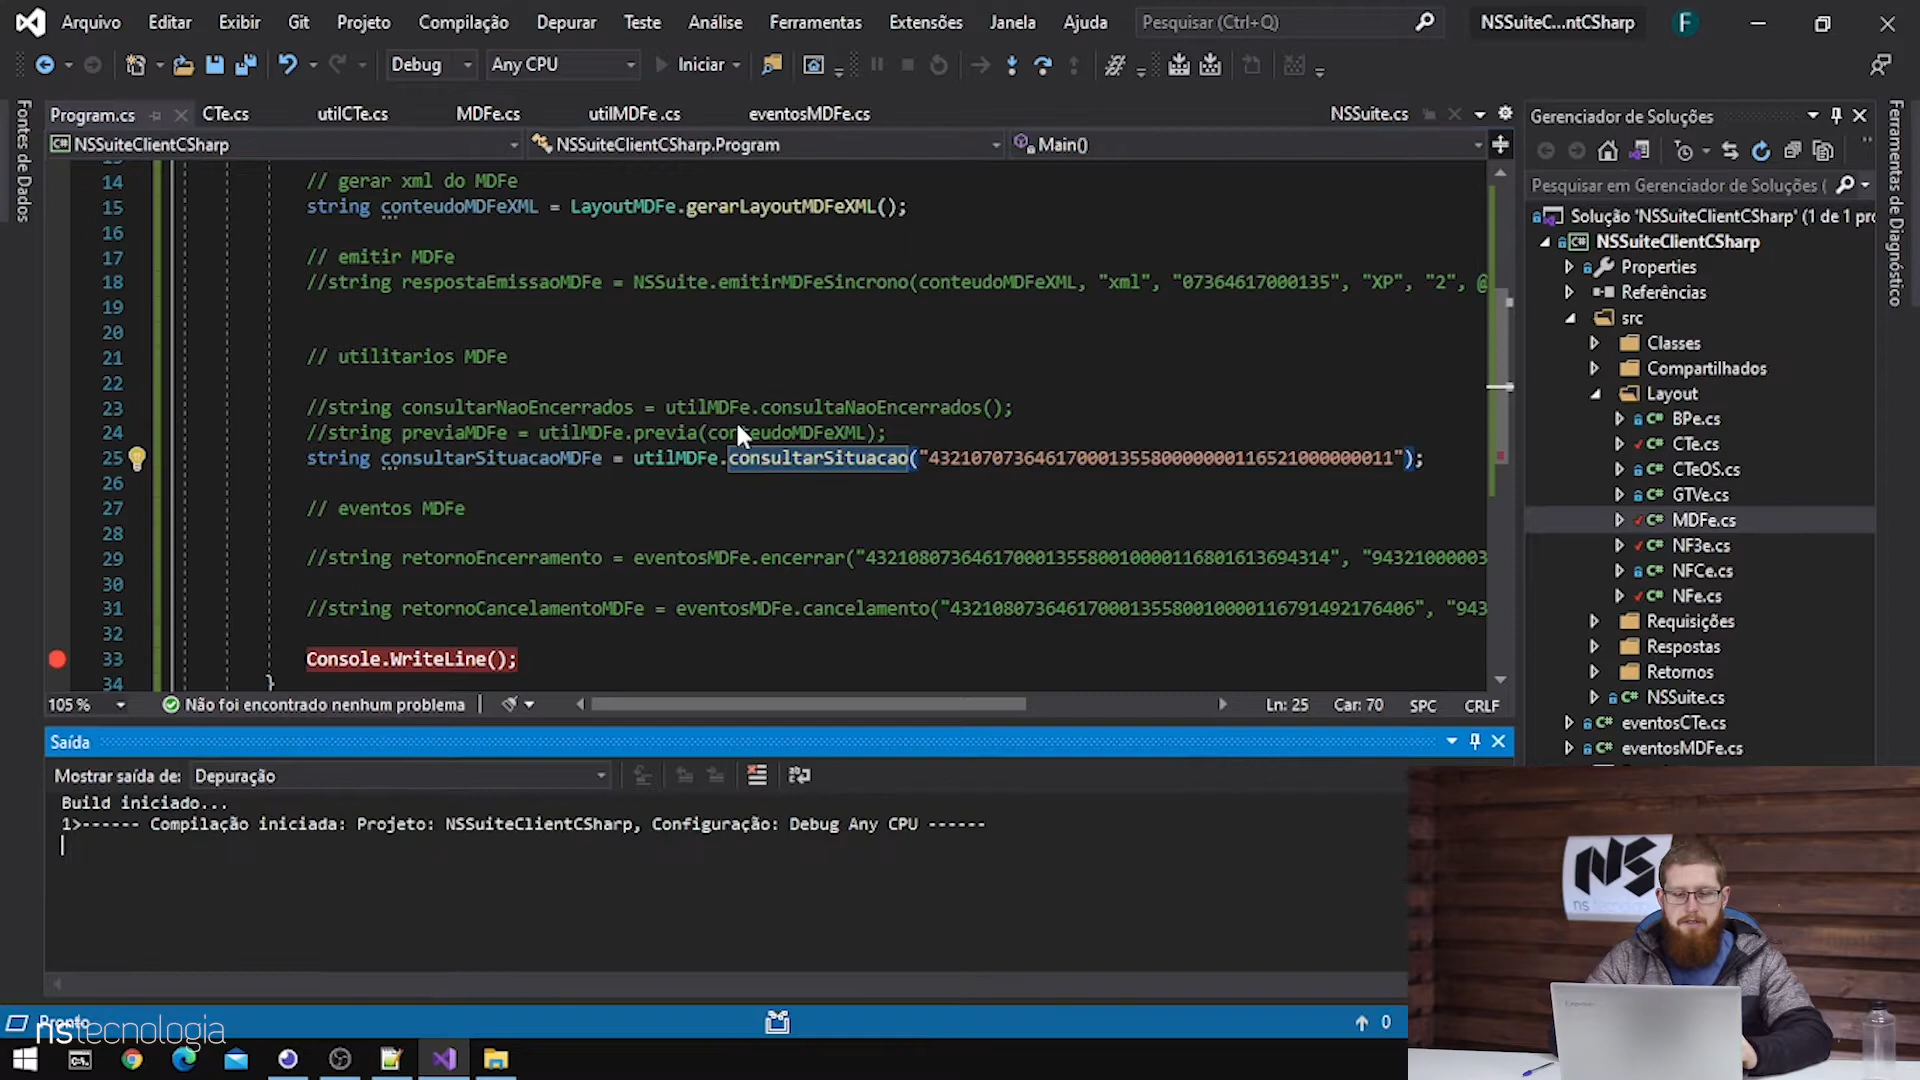 Arquivo Editar Exibir Git Projeto Compilação Depurar Teste Análise Ferramentas Extensões Janela Ajuda Pesquisar (Ctrl+Q) NSSuiteC...ntCSharp F
Debug Any CPU Iniciar
Fontes de Dados
Program.cs CTe.cs utilCTe.cs MDFe.cs utilMDFe .cs eventosMDFe.cs NSSuite.cs
NSSuiteClientCSharp NSSuiteClientCSharp.Program Main()
14 // gerar xml do MDFe
15 string conteudoMDFeXML = LayoutMDFe.gerarLayoutMDFeXML();
16
17 // emitir MDFe
18 //string respostaEmissaoMDFe = NSSuite.emitirMDFeSincrono(conteudoMDFeXML, "xml", "07364617000135", "XP", "2", @
19
20
21 // utilitarios MDFe
22
23 //string consultarNaoEncerrados = utilMDFe.consultaNaoEncerrados();
24 //string previaMDFe = utilMDFe.previa(conteudoMDFeXML);
25 string consultarSituacaoMDFe = utilMDFe.consultarSituacao("43210707364617000135580000000116521000000011");
26
27 // eventos MDFe
28
29 //string retornoEncerramento = eventosMDFe.encerrar("43210807364617000135580010000116801613694314", "94321000003
30
31 //string retornoCancelamentoMDFe = eventosMDFe.cancelamento("43210807364617000135580010000116791492176406", "943
32
33 Console.WriteLine();
34 }
105 % Não foi encontrado nenhum problema Ln: 25 Car: 70 SPC CRLF
Saída
Mostrar saída de: Depuração
Build iniciado...
1>------ Compilação iniciada: Projeto: NSSuiteClientCSharp, Configuração: Debug Any CPU ------
Gerenciador de Soluções
Pesquisar em Gerenciador de Soluções (
Solução 'NSSuiteClientCSharp' (1 de 1 pro
NSSuiteClientCSharp
Properties
Referências
src
Classes
Compartilhados
Layout
BPe.cs
CTe.cs
CTeOS.cs
GTVe.cs
MDFe.cs
NF3e.cs
NFCe.cs
NFe.cs
Requisições
Respostas
Retornos
NSSuite.cs
eventosCTe.cs
eventosMDFe.cs
Ferramentas de Diagnóstico
NS
ns tecnologia
Pronto
ns tecnologia
0